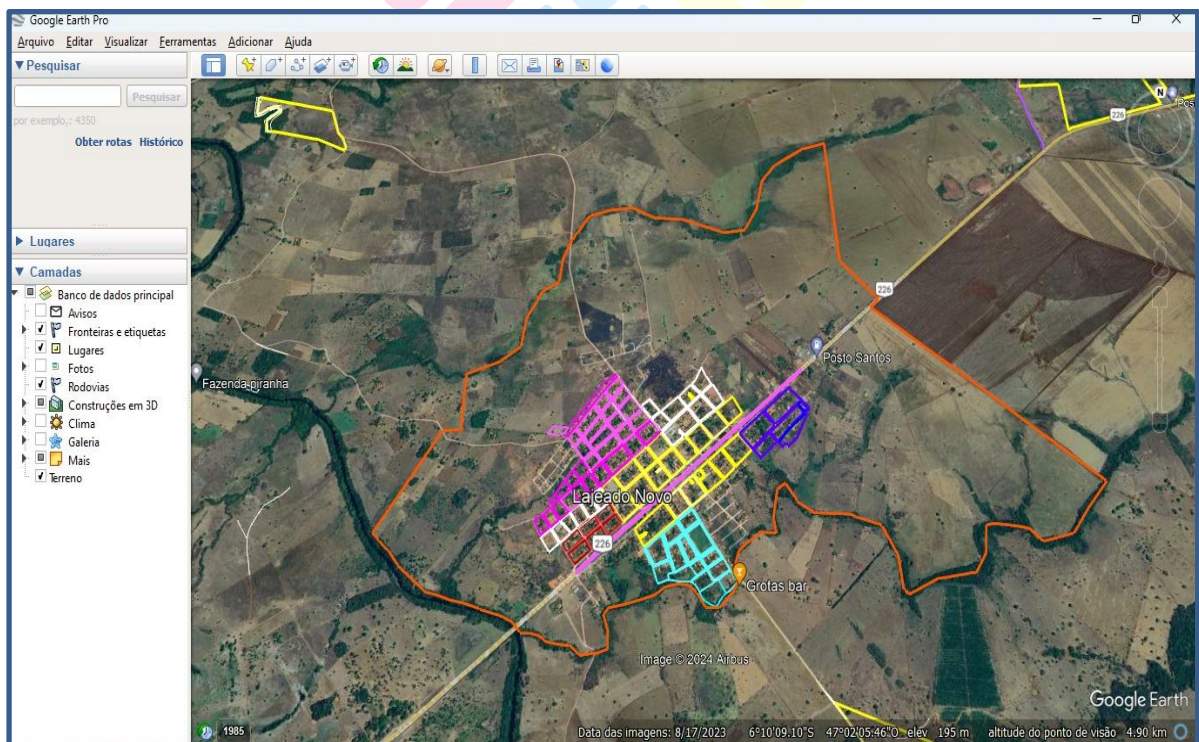 Google Earth Pro
Arquivo Editar Visualizar Ferramentas Adicionar Ajuda
Pesquisar
Pesquisar
por exemplo,: 4350
Obter rotas Histórico
Lugares
Camadas
Banco de dados principal
Avisos
Fronteiras e etiquetas
Lugares
Fotos
Rodovias
Construções em 3D
Clima
Galeria
Mais
Terreno
N
226
Pos
226
Posto Santos
Fazenda piranha
Lajeado Novo
226
Grotas bar
Image © 2024 Airbus
Google Earth
1985
Data das imagens: 8/17/2023 6°10'09.10"S 47°02'05.46"O elev 195 m altitude do ponto de visão 4.90 km